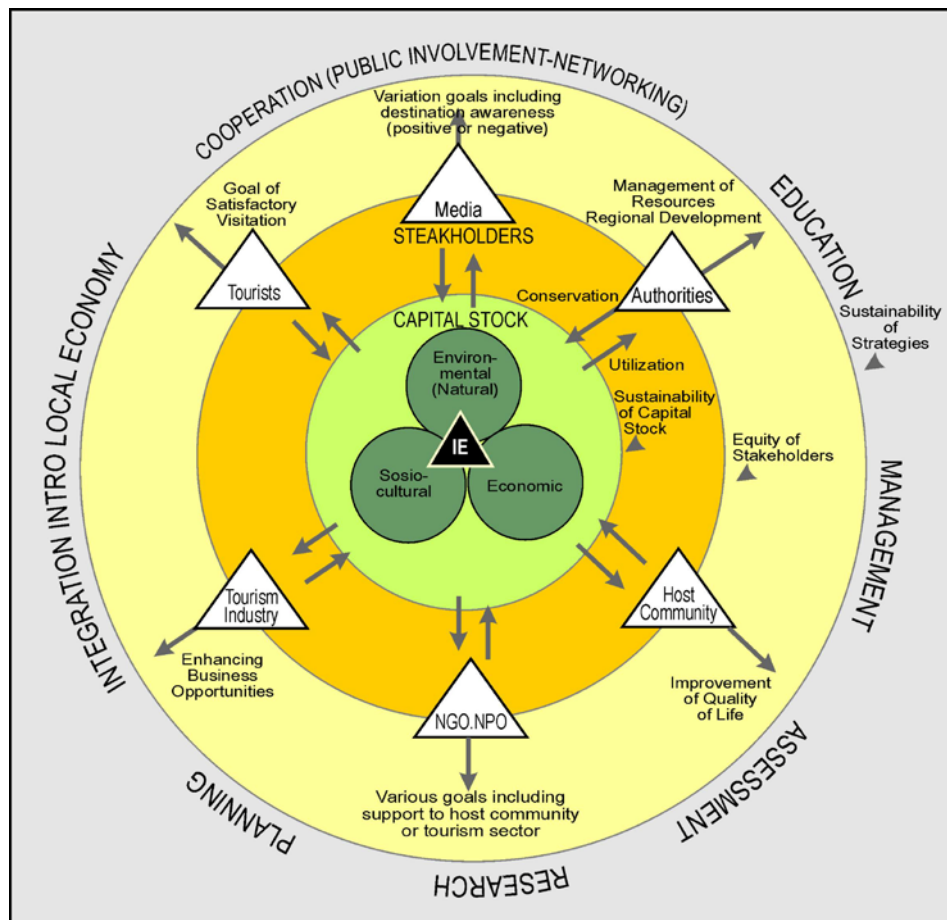 COOPERATION (PUBLIC INVOLVEMENT-NETWORKING)
Variation goals including
destination awareness
(positive or negative)
Media
STEAKHOLDERS
Goal of
Satisfactory
Visitation
Tourists
Management of
Resources
Regional Development
Authorities
EDUCATION
Sustainability
of
Strategies
Conservation
Utilization
CAPITAL STOCK
Environ-
mental
(Natural)
IE
Sosio-
cultural
Economic
Sustainability
of Capital
Stock
Equity of
Stakeholders
INTEGRATION INTRO LOCAL ECONOMY
MANAGEMENT
Tourism
Industry
Enhancing
Business
Opportunities
Host
Community
Improvement
of Quality
of Life
NGO.NPO
Various goals including
support to host community
or tourism sector
PLANNING
RESEARCH
ASSESSMENT